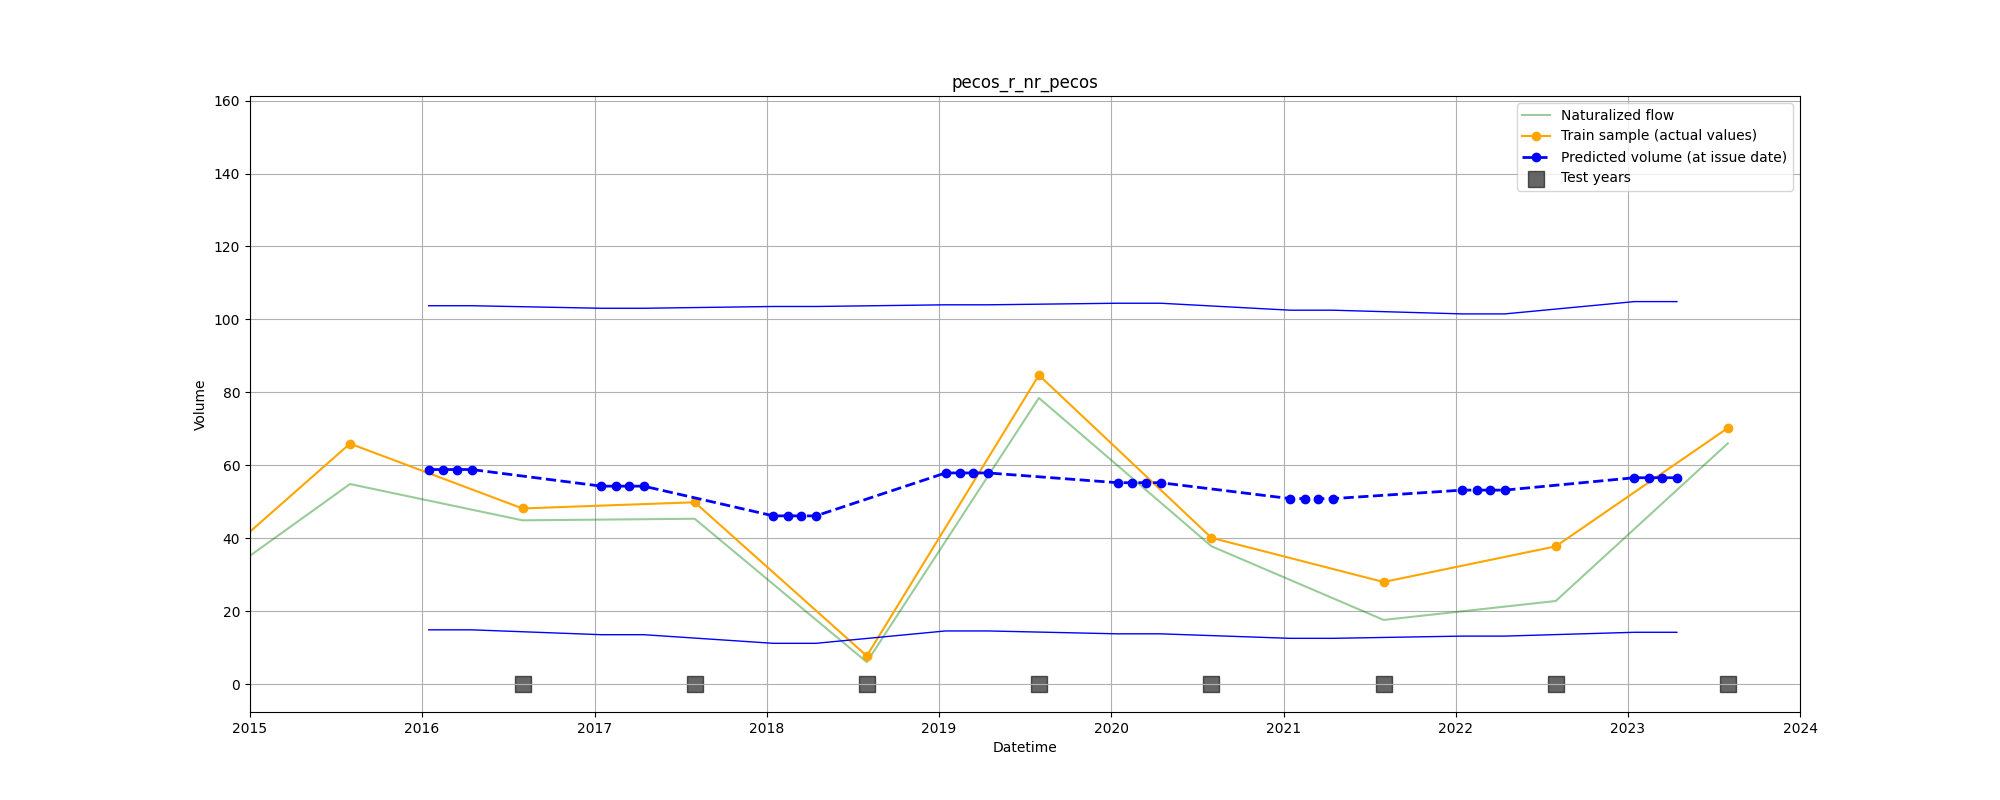 pecos_r_nr_pecos
Naturalized flow
Train sample (actual values)
Predicted volume (at issue date)
Test years
160
140
120
100
80
60
40
20
0
Volume
2015 2016 2017 2018 2019 2020 2021 2022 2023 2024
Datetime